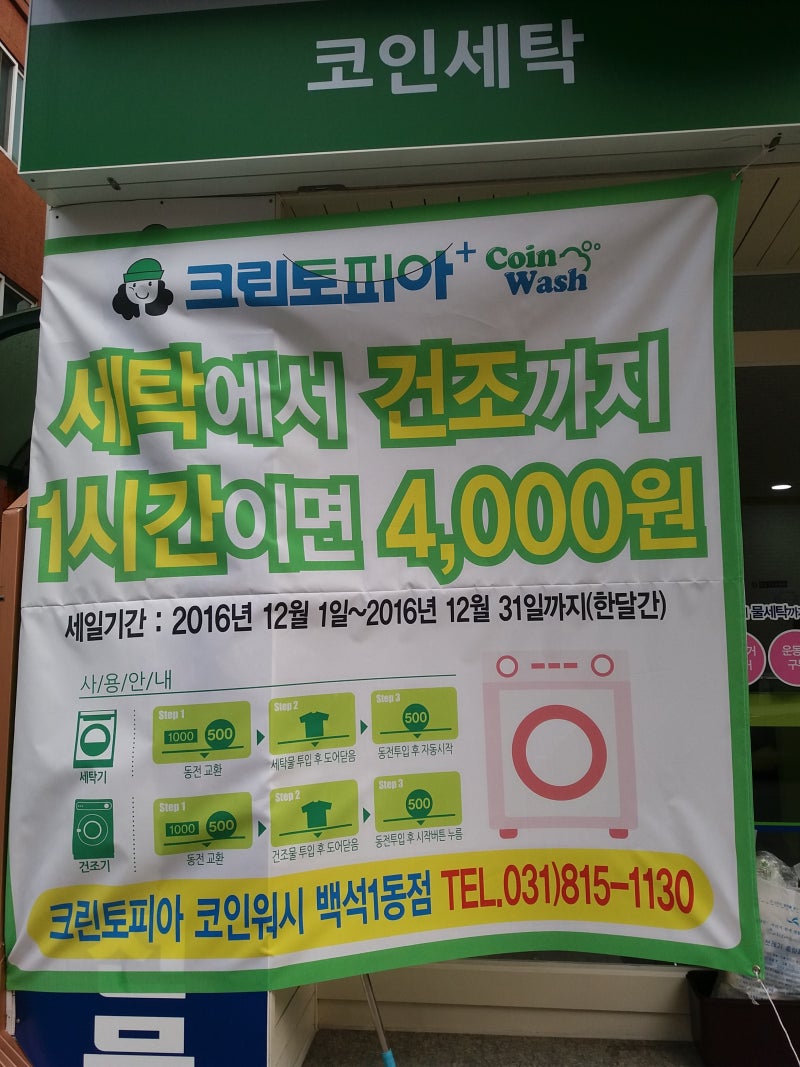 코인세탁
크린토피아+ Coin Wash
세탁에서 건조까지
1시간이면 4,000원
세일기간 : 2016년 12월 1일~2016년 12월 31일까지(한달간)
사/용/안/내
세탁기
Step 1
1000 500
동전 교환
Step 2
세탁물 투입 후 도어닫음
Step 3
500
동전투입 후 자동시작
건조기
Step 1
1000 500
동전 교환
Step 2
건조물 투입 후 도어닫음
Step 3
500
동전투입 후 시작버튼 누름
크린토피아 코인워시 백석1동점 TEL.031)815-1130
물세탁까
운동